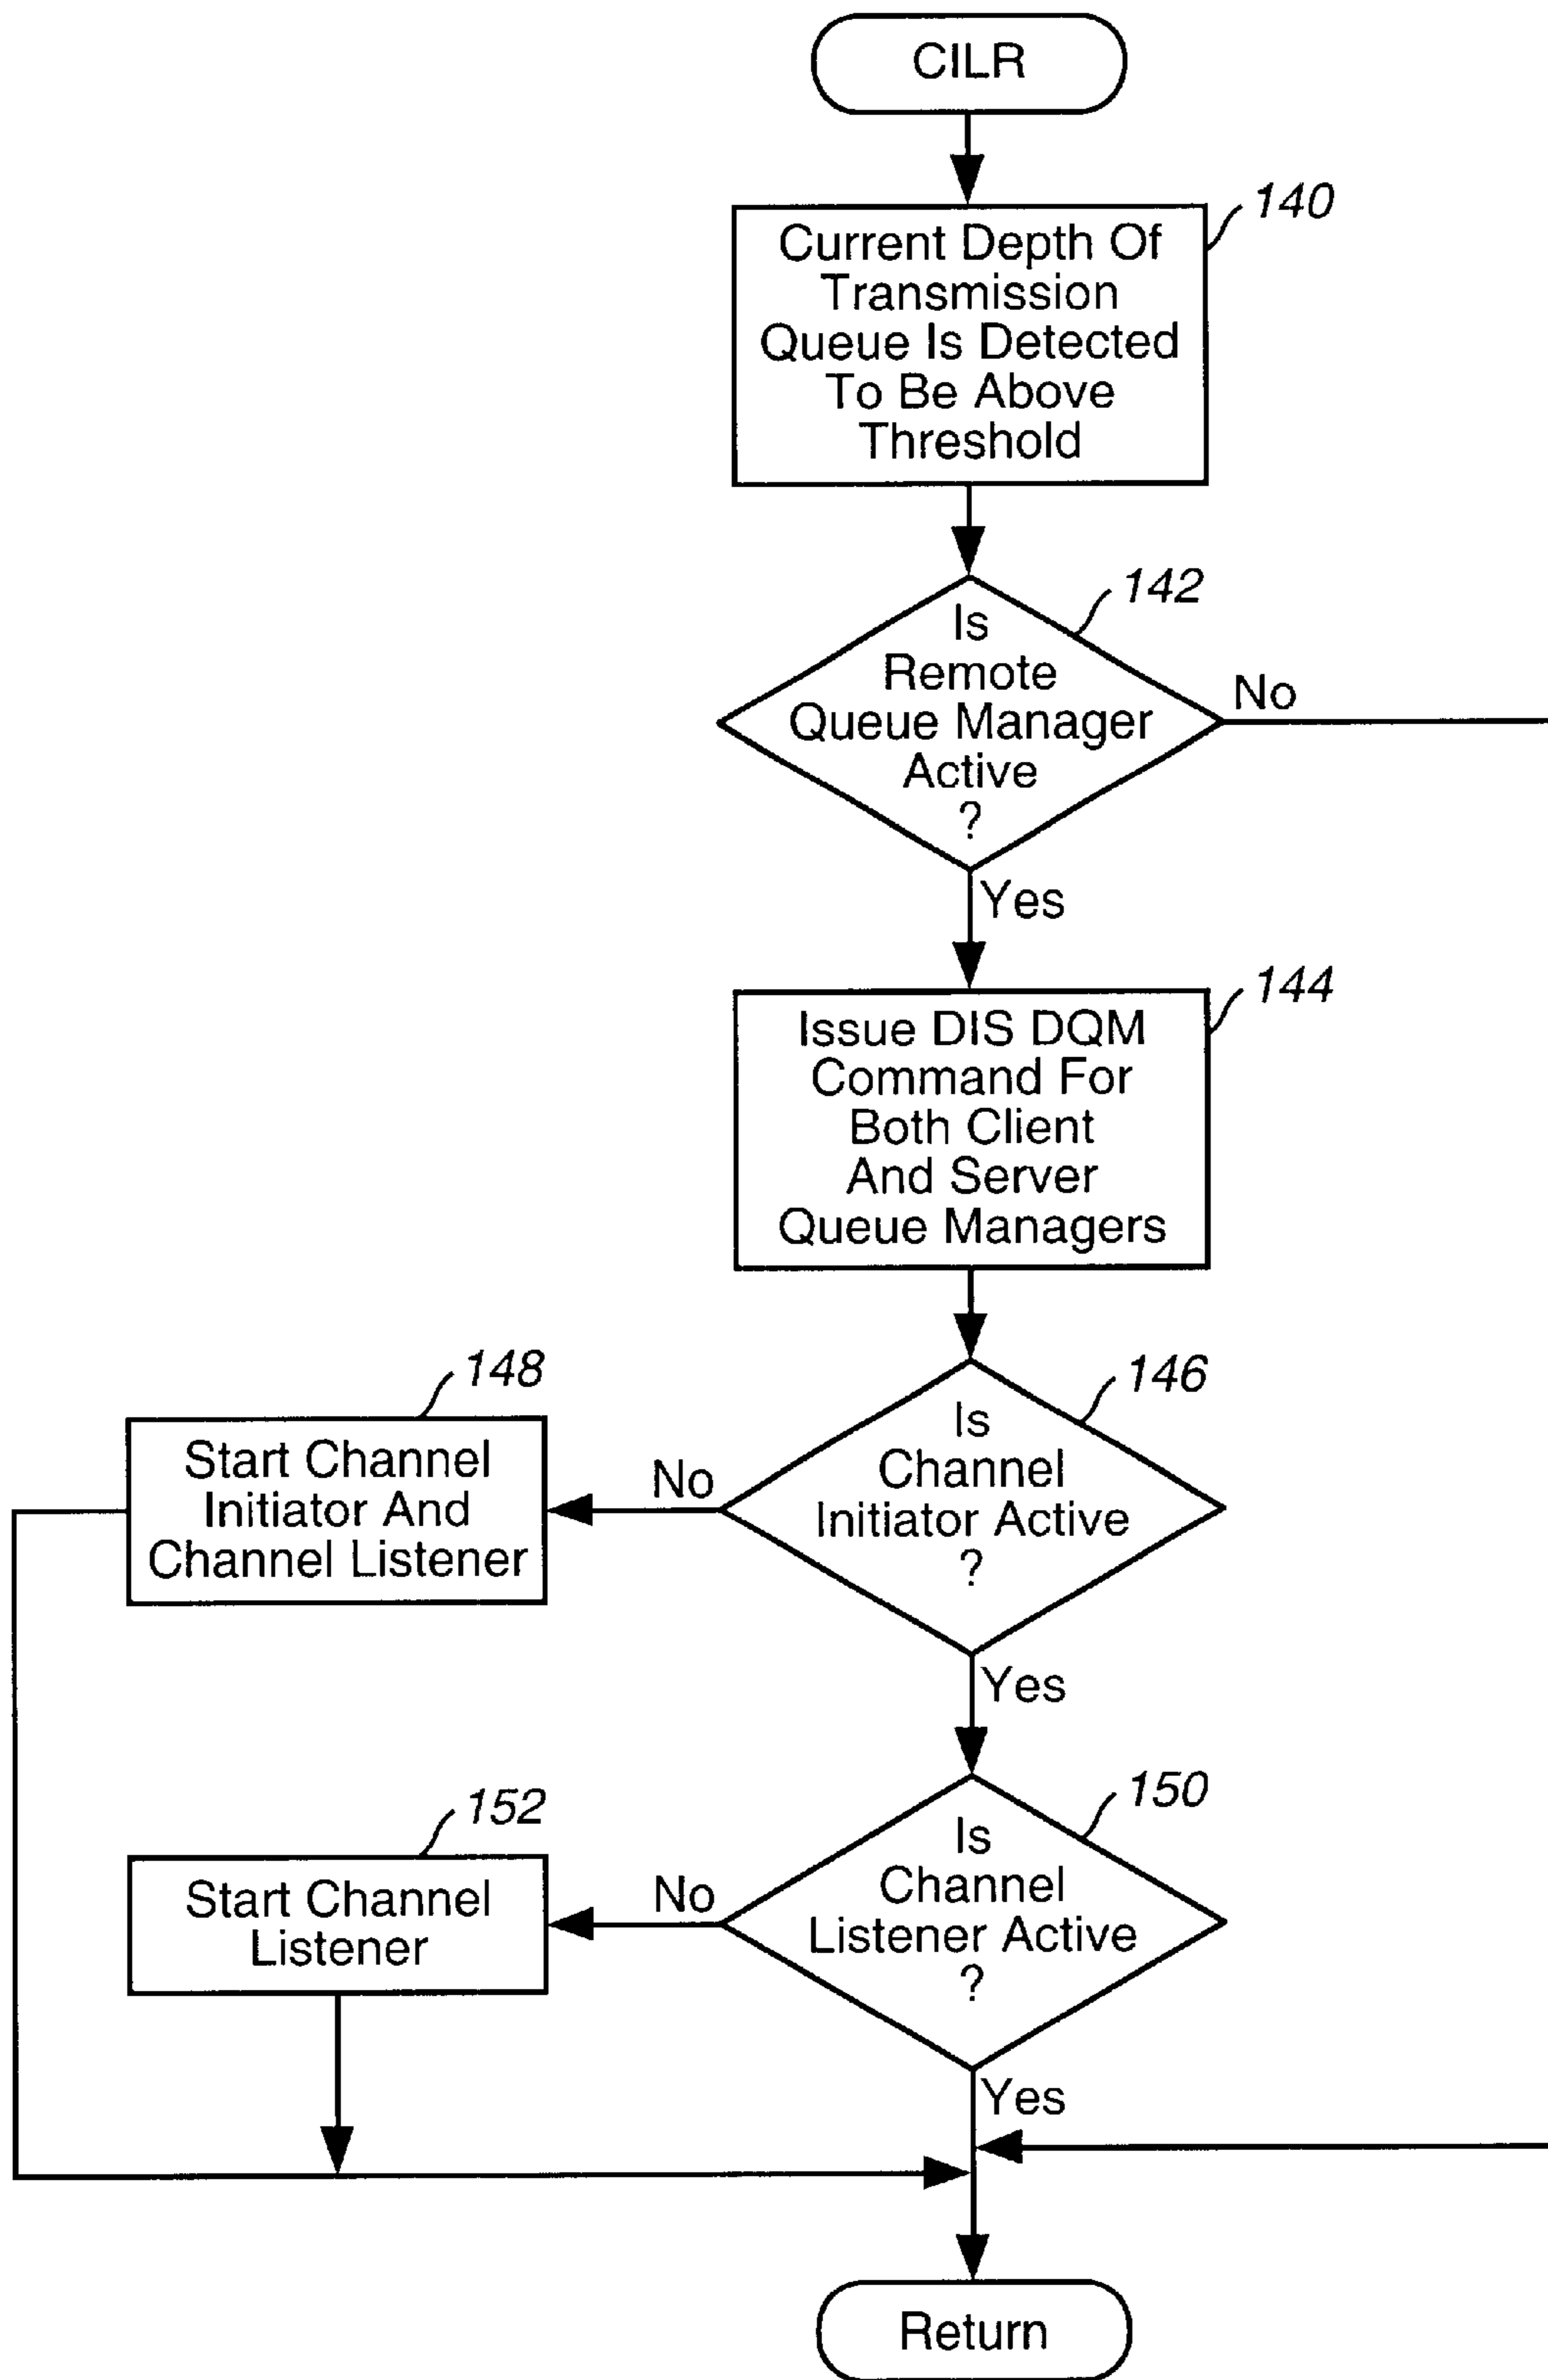 CILR
140
Current Depth Of
Transmission
Queue Is Detected
To Be Above
Threshold
142
Is
Remote
Queue Manager
Active
?
No
Yes
144
Issue DIS DQM
Command For
Both Client
And Server
Queue Managers
148
Start Channel
Initiator And
Channel Listener
No
146
Is
Channel
Initiator Active
?
Yes
152
Start Channel
Listener
No
150
Is
Channel
Listener Active
?
Yes
Return